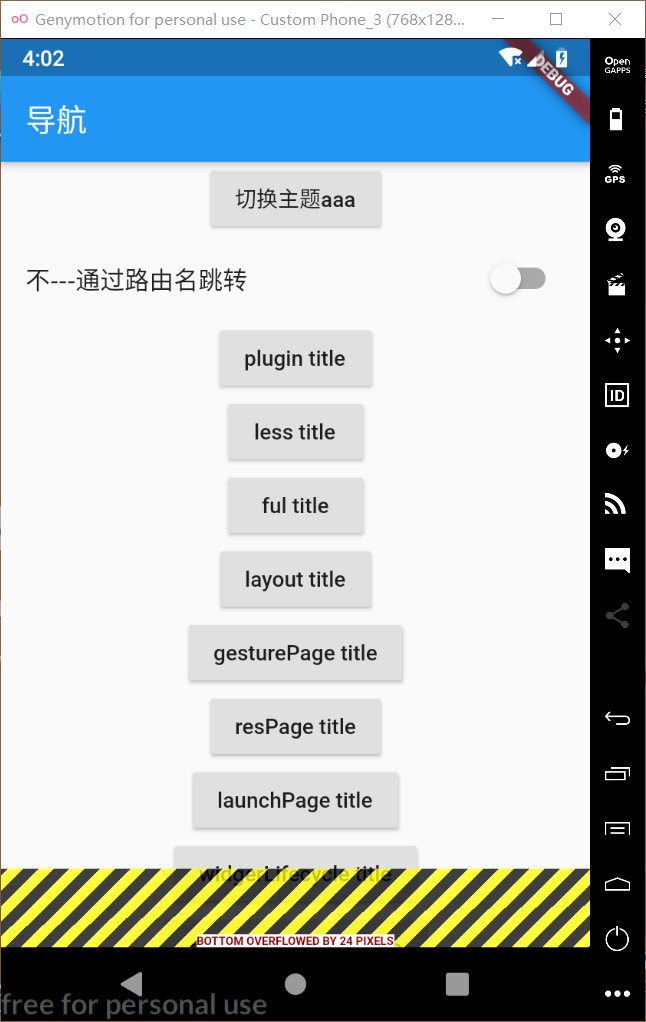 Genymotion for personal use - Custom Phone_3 (768x128...
4:02
DEBUG
Open
GAPPS
导航
GPS
切换主题aaa
不---通过路由名跳转
plugin title
less title
ID
ful title
layout title
gesturePage title
resPage title
launchPage title
widgerLifecycle title
BOTTOM OVERFLOWED BY 24 PIXELS
free for personal use